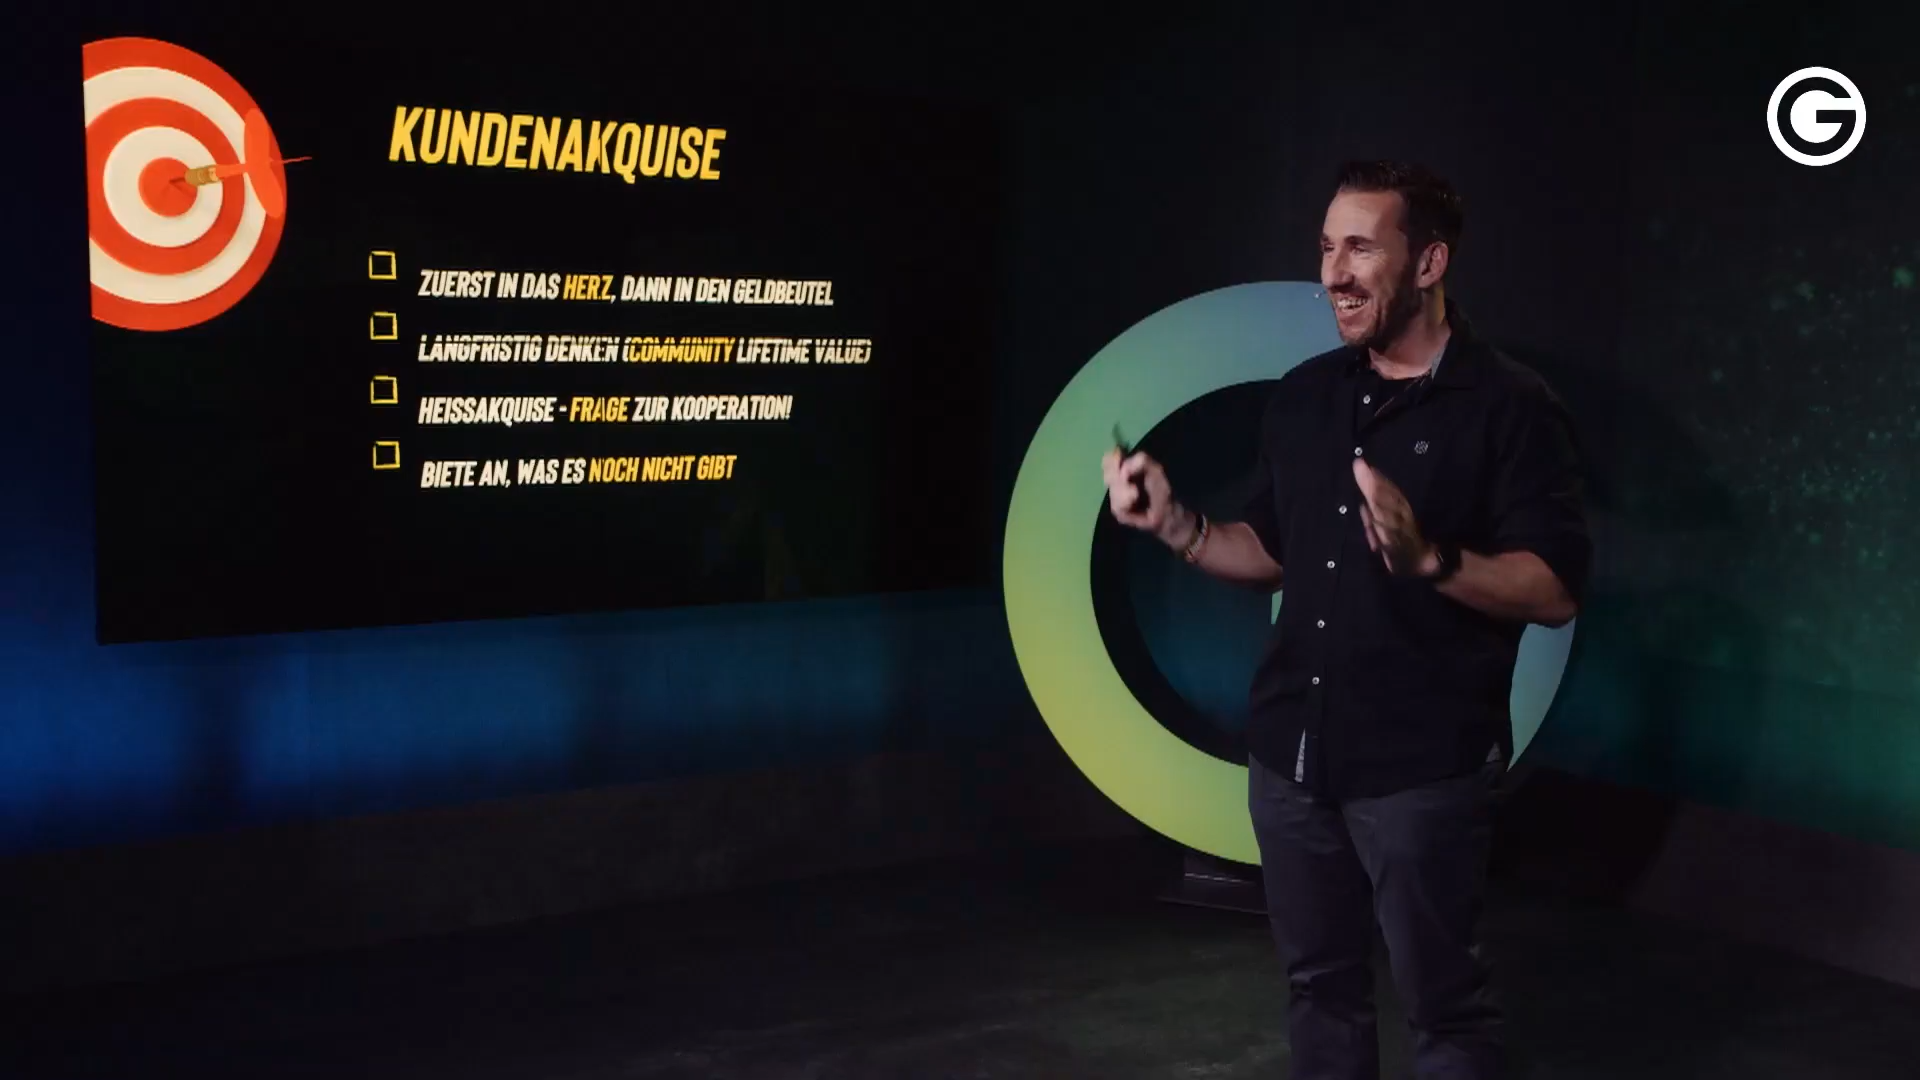 KUNDENAKQUISE
ZUERST IN DAS HERZ, DANN IN DEN GELDBEUTEL
LANGFRISTIG DENKEN (COMMUNITY LIFETIME VALUE)
HEISSAKQUISE - FRAGE ZUR KOOPERATION!
BIETE AN, WAS ES NOCH NICHT GIBT
G